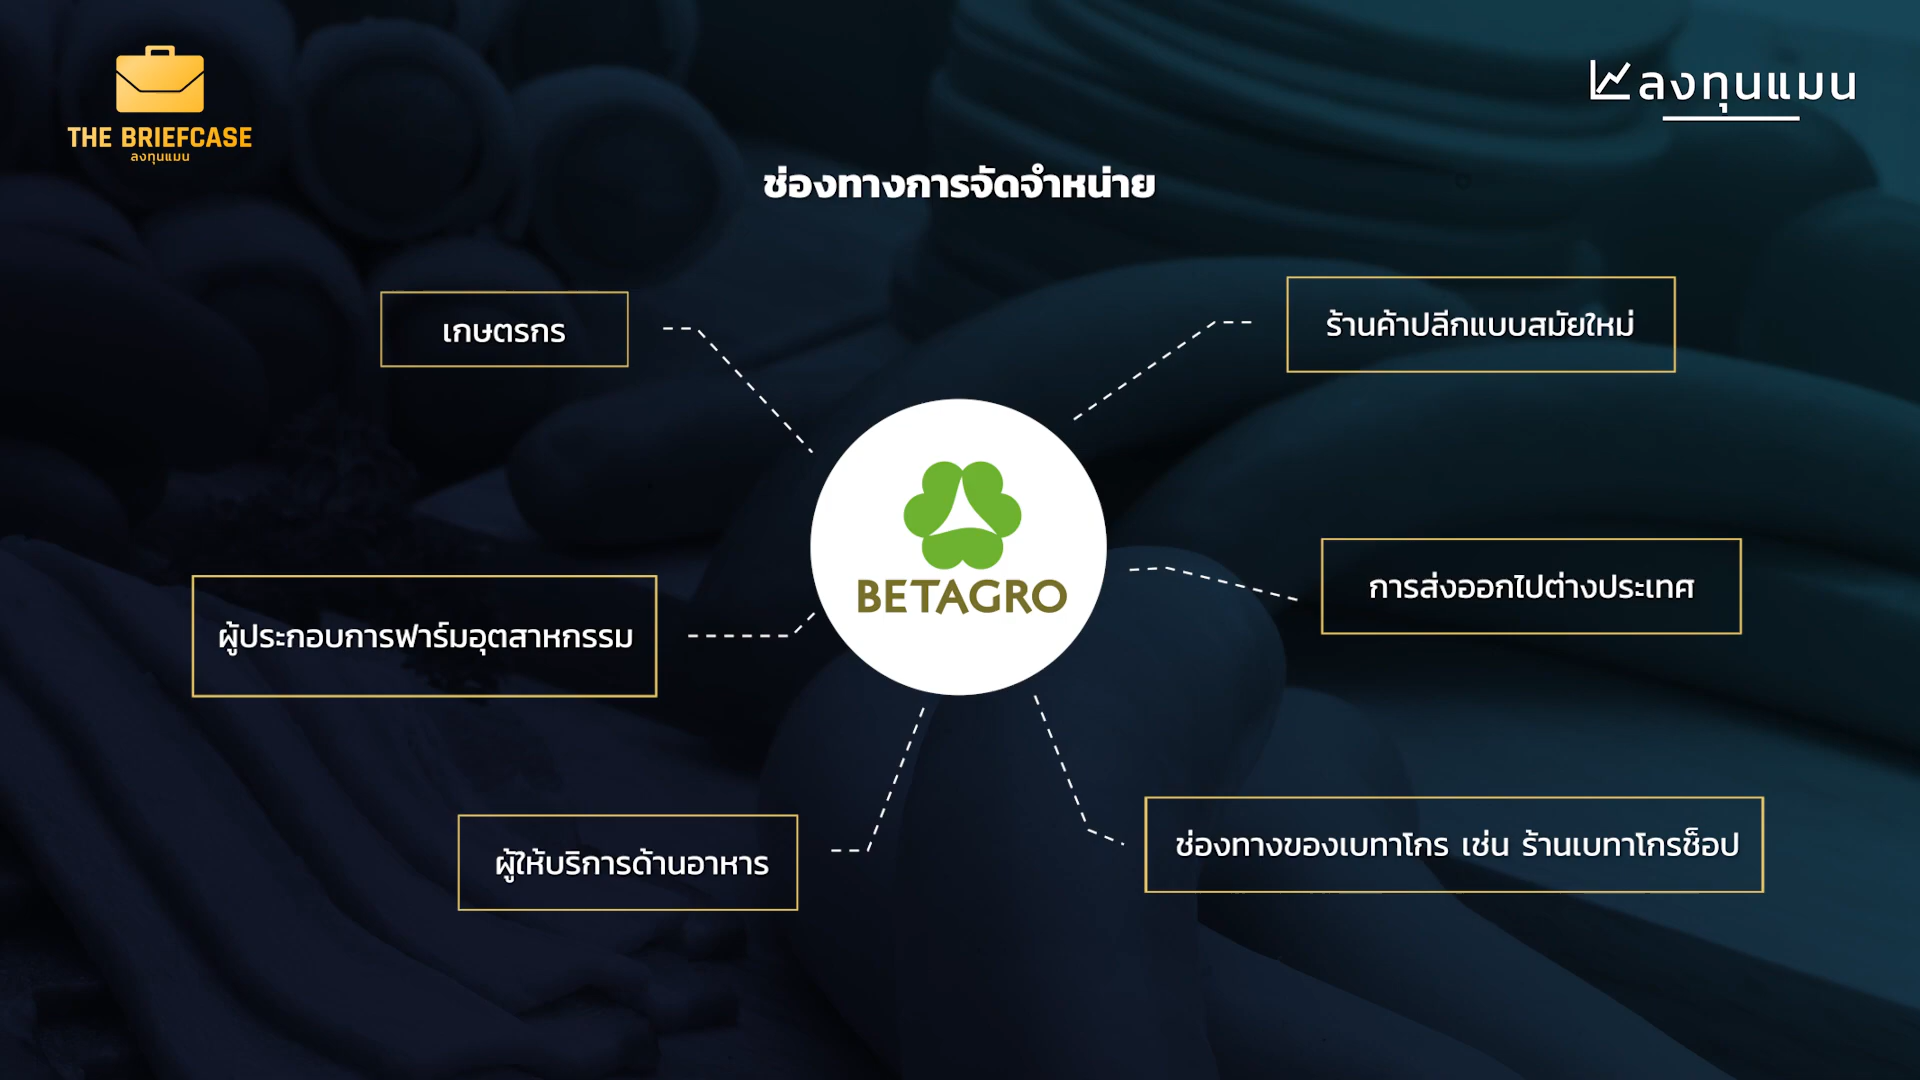 THE BRIEFCASE
ลงทุนแมน
ลงทุนแมน
ช่องทางการจัดจำหน่าย
เกษตรกร
ร้านค้าปลีกแบบสมัยใหม่
BETAGRO
การส่งออกไปต่างประเทศ
ผู้ประกอบการฟาร์มอุตสาหกรรม
ช่องทางของเบทาโกร เช่น ร้านเบทาโกรช็อป
ผู้ให้บริการด้านอาหาร